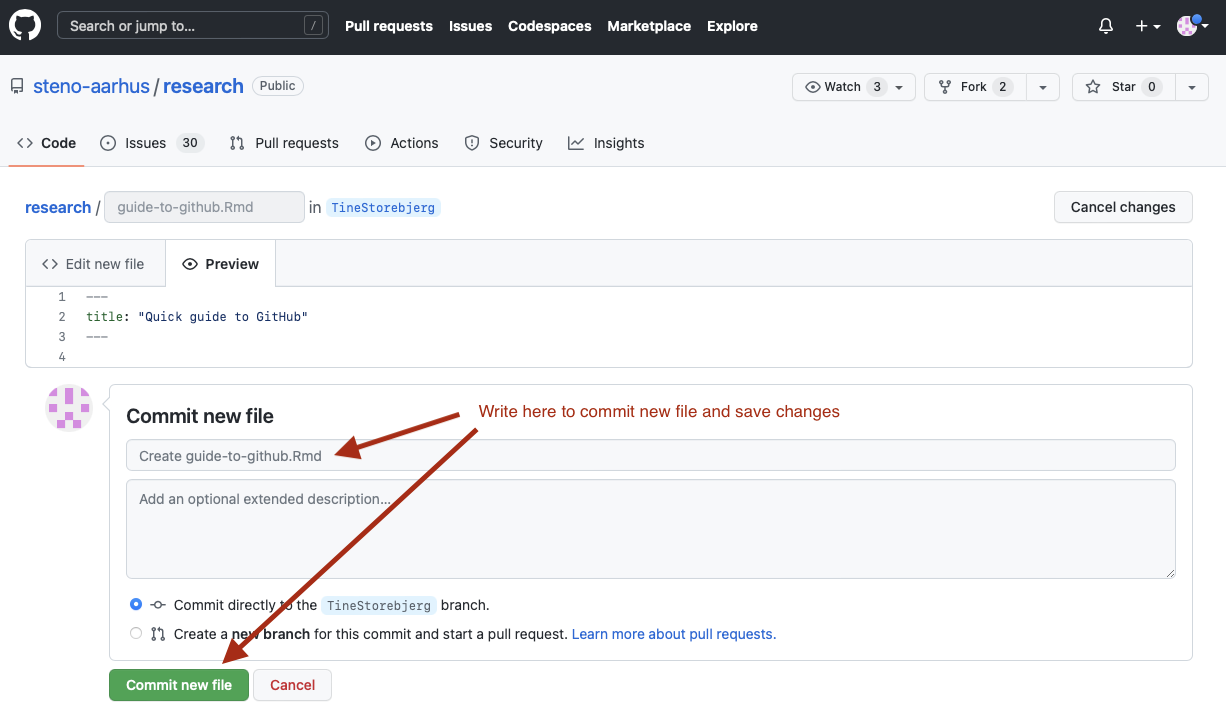 Search or jump to... / Pull requests Issues Codespaces Marketplace Explore
steno-aarhus / research Public Watch 3 Fork 2 Star 0
Code Issues 30 Pull requests Actions Security Insights
research / guide-to-github.Rmd in TineStorebjerg Cancel changes
Edit new file Preview
1 ---
2 title: "Quick guide to GitHub"
3 ---
4
Commit new file
Write here to commit new file and save changes
Create guide-to-github.Rmd
Add an optional extended description...
Commit directly to the TineStorebjerg branch.
Create a new branch for this commit and start a pull request. Learn more about pull requests.
Commit new file Cancel